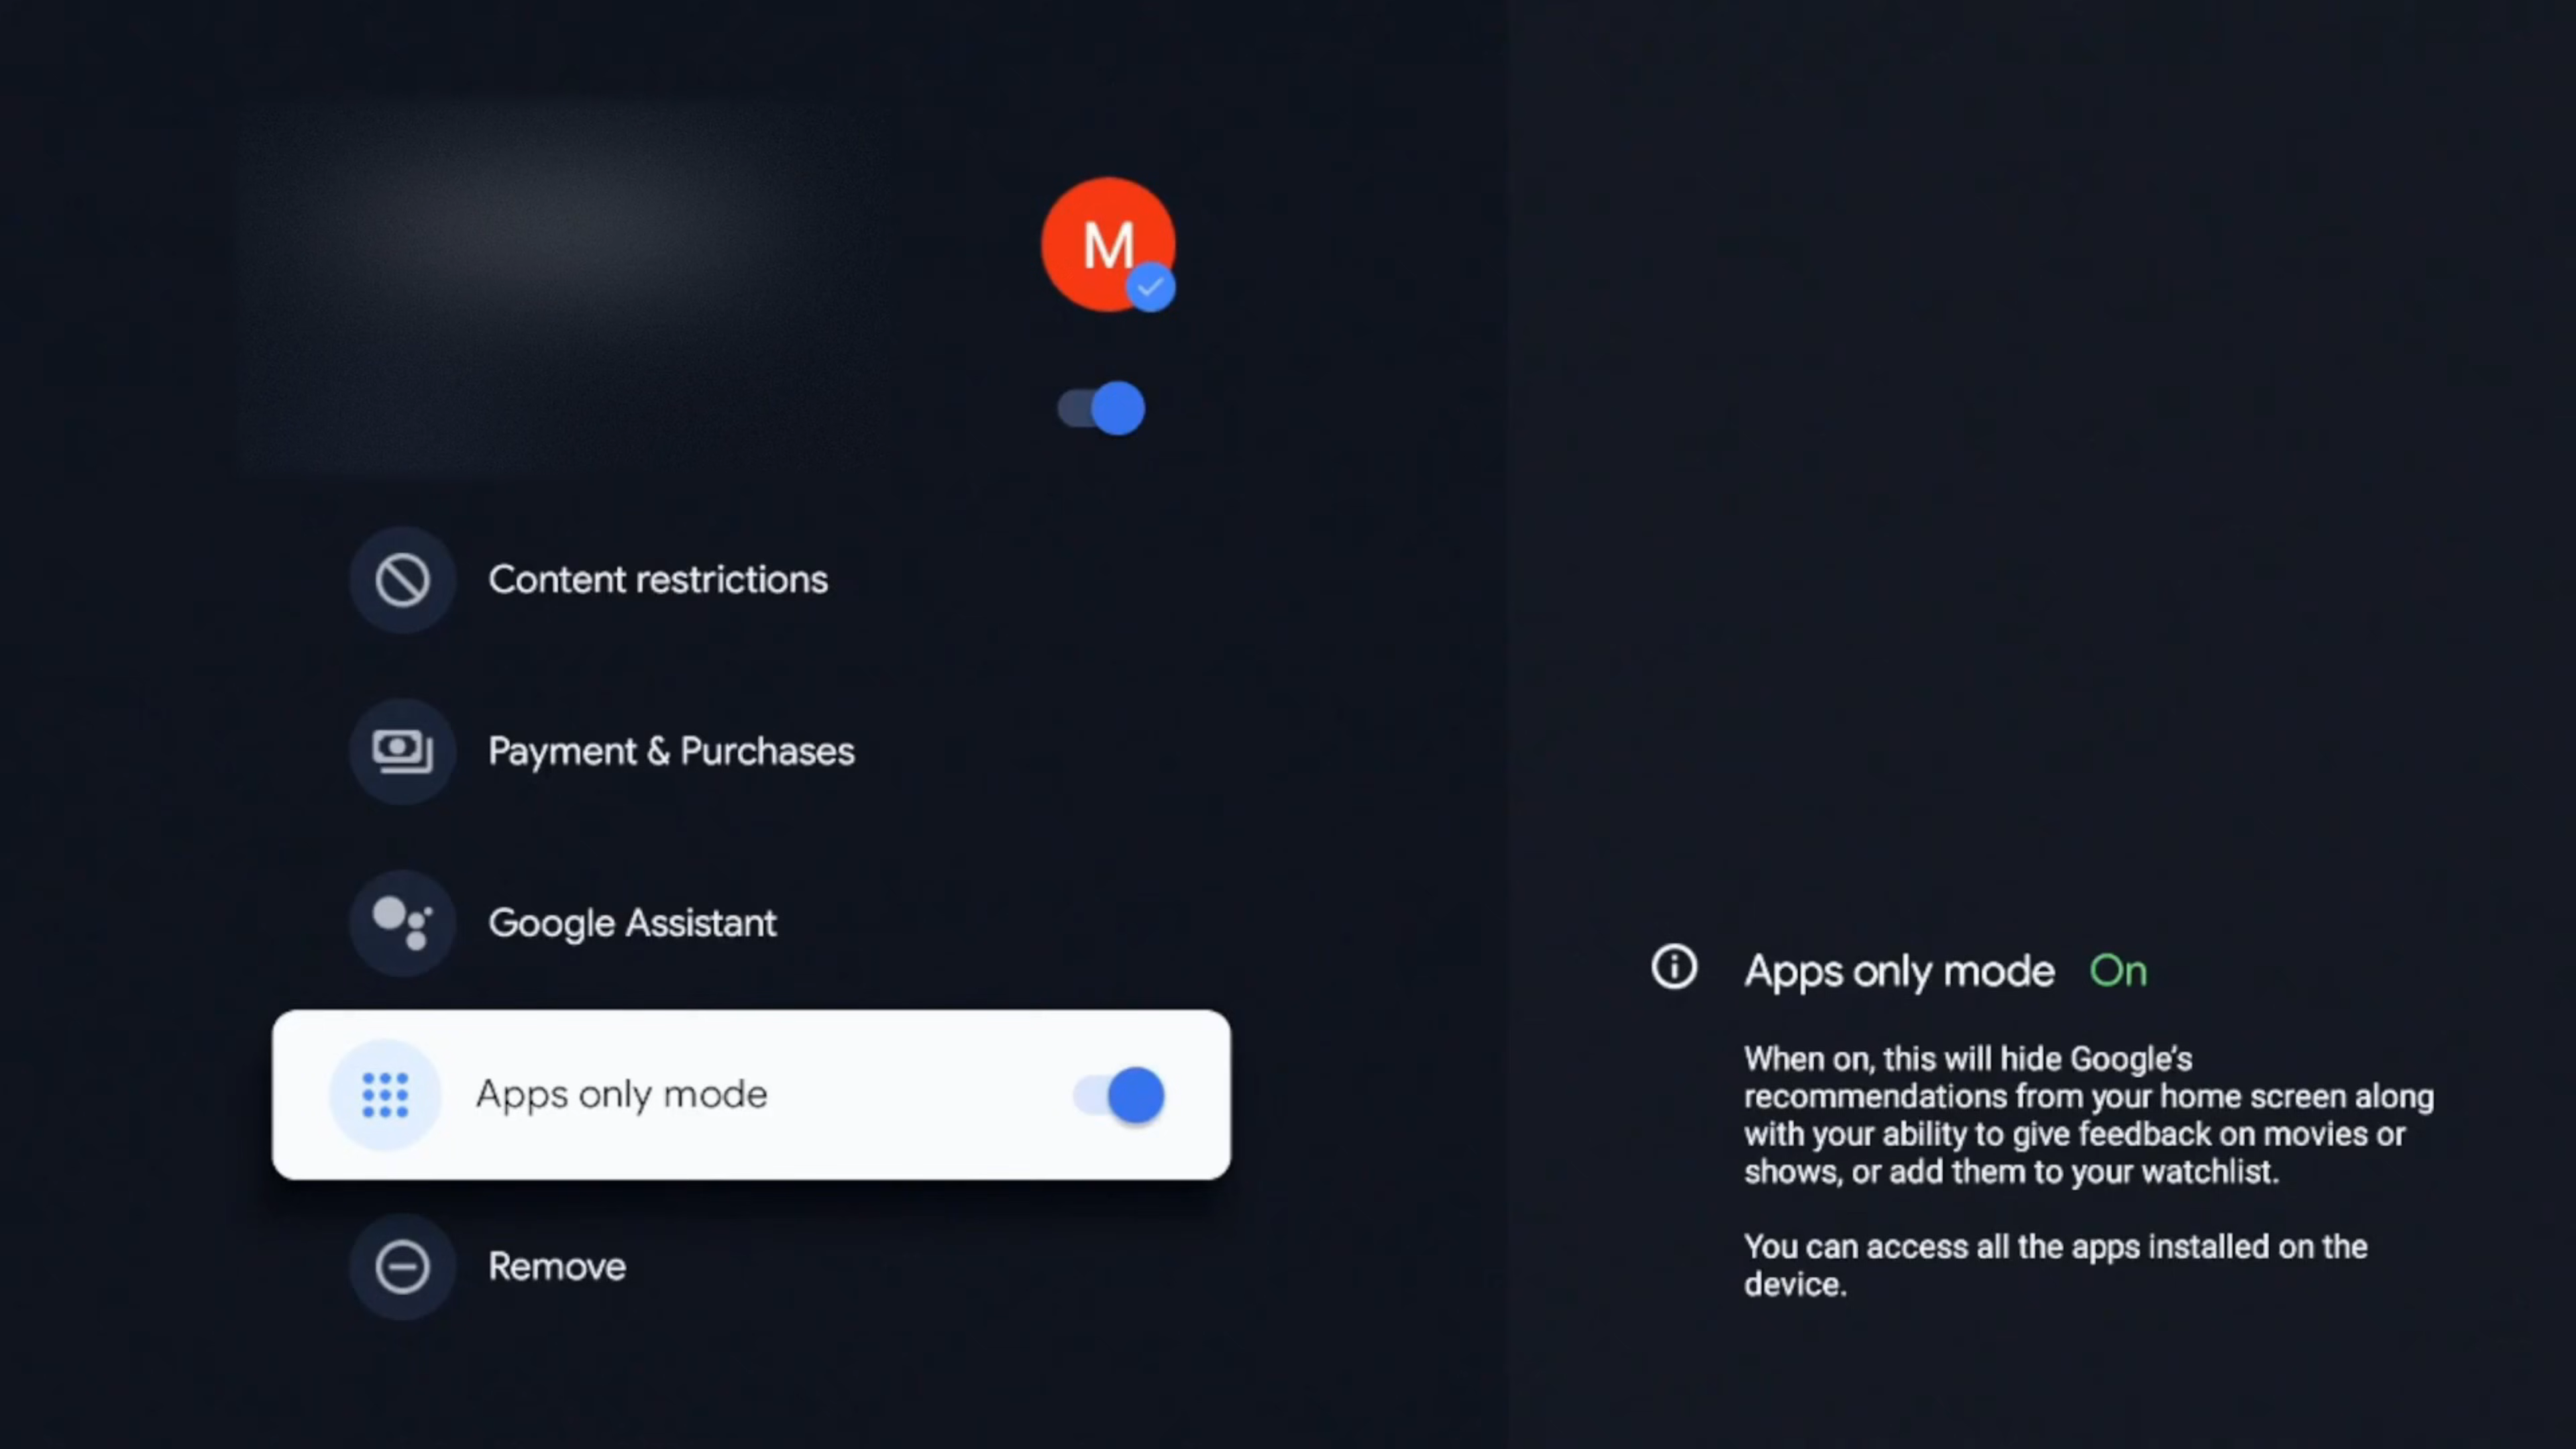 M
Content restrictions
Payment & Purchases
Google Assistant
Apps only mode
Remove
Apps only mode On
When on, this will hide Google's
recommendations from your home screen along
with your ability to give feedback on movies or
shows, or add them to your watchlist.
You can access all the apps installed on the
device.